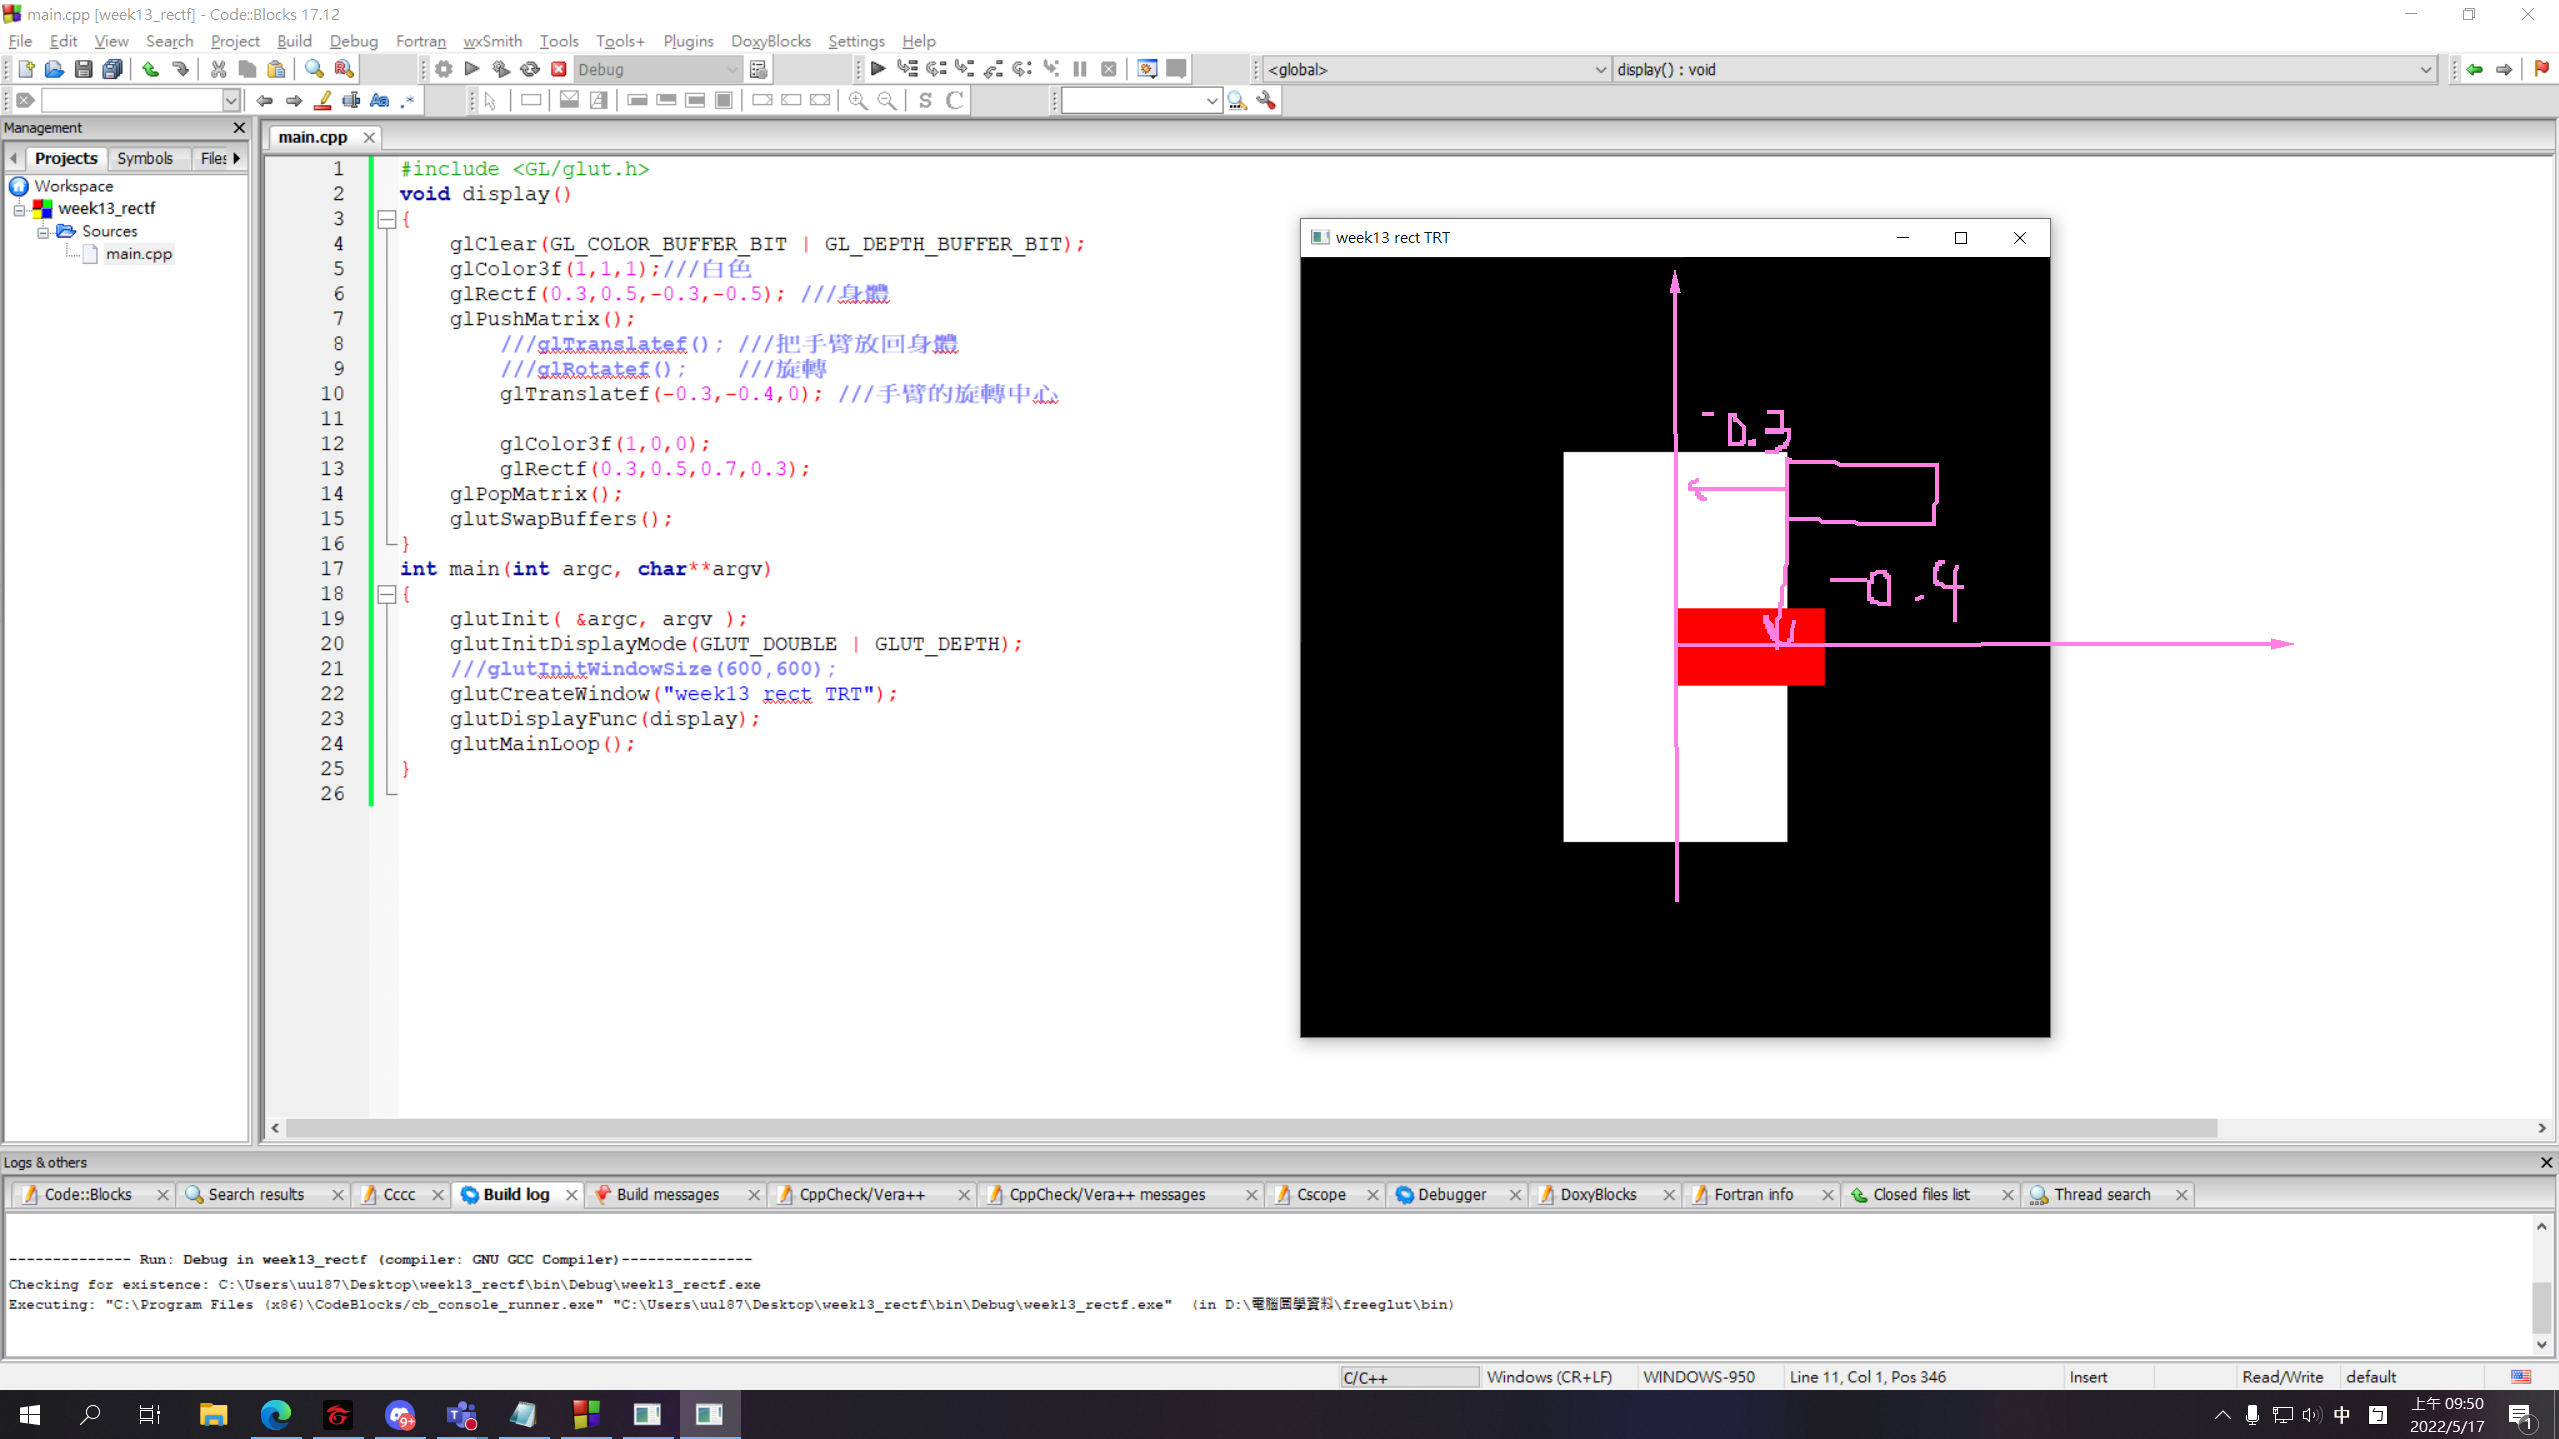 main.cpp [week13_rectf] - Code::Blocks 17.12
File Edit View Search Project Build Debug Fortran wxSmith Tools Tools+ Plugins DoxyBlocks Settings Help
Debug <global> display() : void
S C
Management
main.cpp
Projects Symbols Files
Workspace
week13_rectf
Sources
main.cpp
1 #include <GL/glut.h>
2 void display()
3 {
4 glClear(GL_COLOR_BUFFER_BIT | GL_DEPTH_BUFFER_BIT);
5 glColor3f(1,1,1);///白色
6 glRectf(0.3,0.5,-0.3,-0.5); ///身體
7 glPushMatrix();
8 ///glTranslatef(); ///把手臂放回身體
9 ///glRotatef(); ///旋轉
10 glTranslatef(-0.3,-0.4,0); ///手臂的旋轉中心
11
12 glColor3f(1,0,0);
13 glRectf(0.3,0.5,0.7,0.3);
14 glPopMatrix();
15 glutSwapBuffers();
16 }
17 int main(int argc, char**argv)
18 {
19 glutInit( &argc, argv );
20 glutInitDisplayMode(GLUT_DOUBLE | GLUT_DEPTH);
21 ///glutInitWindowSize(600,600);
22 glutCreateWindow("week13 rect TRT");
23 glutDisplayFunc(display);
24 glutMainLoop();
25 }
26
week13 rect TRT
-0.3
-0.4
Logs & others
Code::Blocks Search results Cccc Build log Build messages CppCheck/Vera++ CppCheck/Vera++ messages Cscope Debugger DoxyBlocks Fortran info Closed files list Thread search
-------------- Run: Debug in week13_rectf (compiler: GNU GCC Compiler)---------------
Checking for existence: C:\Users\uu187\Desktop\week13_rectf\bin\Debug\week13_rectf.exe
Executing: "C:\Program Files (x86)\CodeBlocks/cb_console_runner.exe" "C:\Users\uu187\Desktop\week13_rectf\bin\Debug\week13_rectf.exe" (in D:\電腦圖學資料\freeglut\bin)
C/C++ Windows (CR+LF) WINDOWS-950 Line 11, Col 1, Pos 346 Insert Read/Write default
9+ 中 ㄅ 上午 09:50
2022/5/17 1